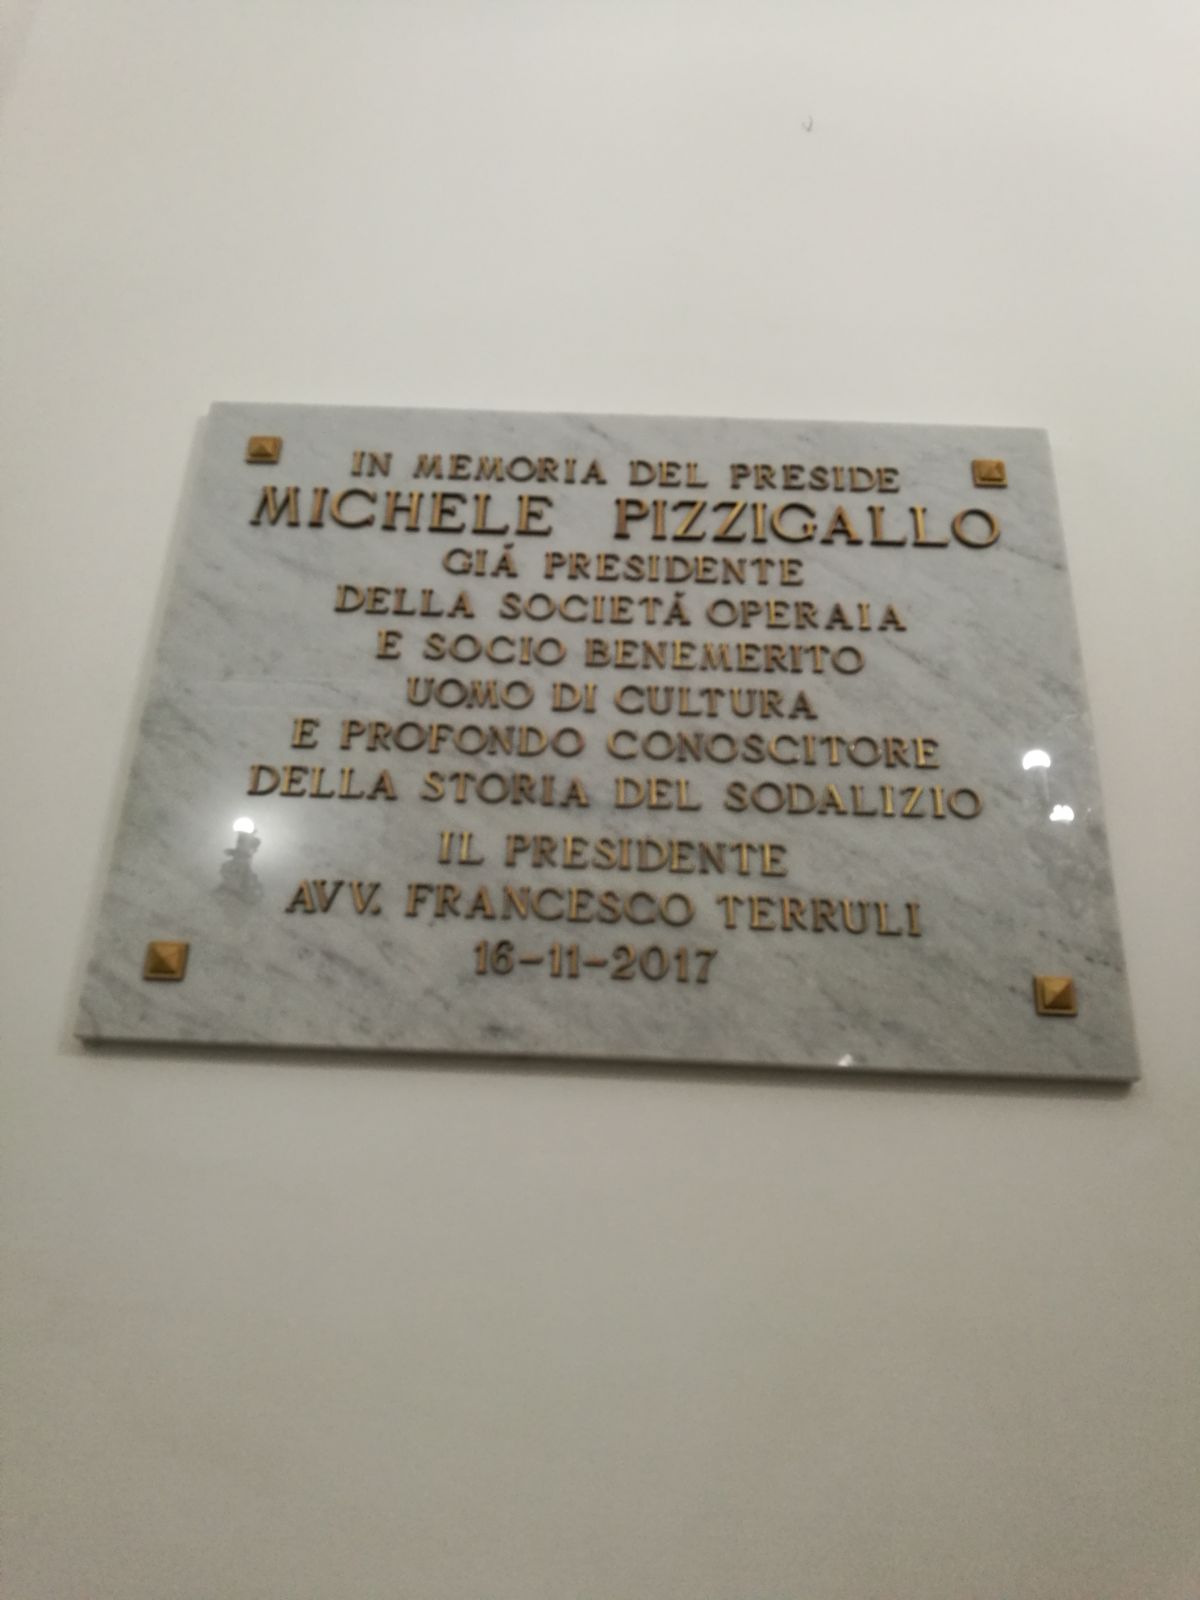 IN MEMORIA DEL PRESIDE
MICHELE PIZZIGALLO
GIÁ PRESIDENTE
DELLA SOCIETÁ OPERAIA
E SOCIO BENEMERITO
UOMO DI CULTURA
E PROFONDO CONOSCITORE
DELLA STORIA DEL SODALIZIO
IL PRESIDENTE
AVV. FRANCESCO TERRULI
16-11-2017